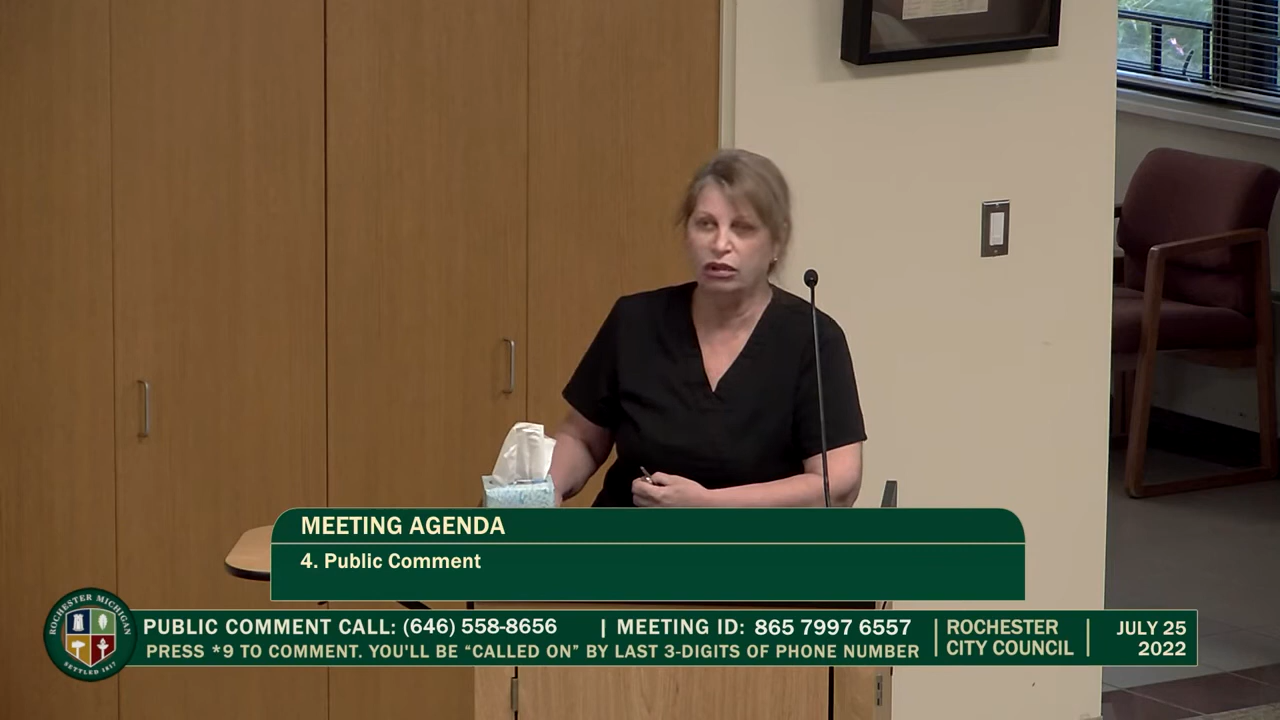 MEETING AGENDA
4. Public Comment
ROCHESTER MICHIGAN
SETTLED 1817
PUBLIC COMMENT CALL: (646) 558-8656 | MEETING ID: 865 7997 6557
PRESS *9 TO COMMENT. YOU'LL BE “CALLED ON” BY LAST 3-DIGITS OF PHONE NUMBER
ROCHESTER
CITY COUNCIL
JULY 25
2022